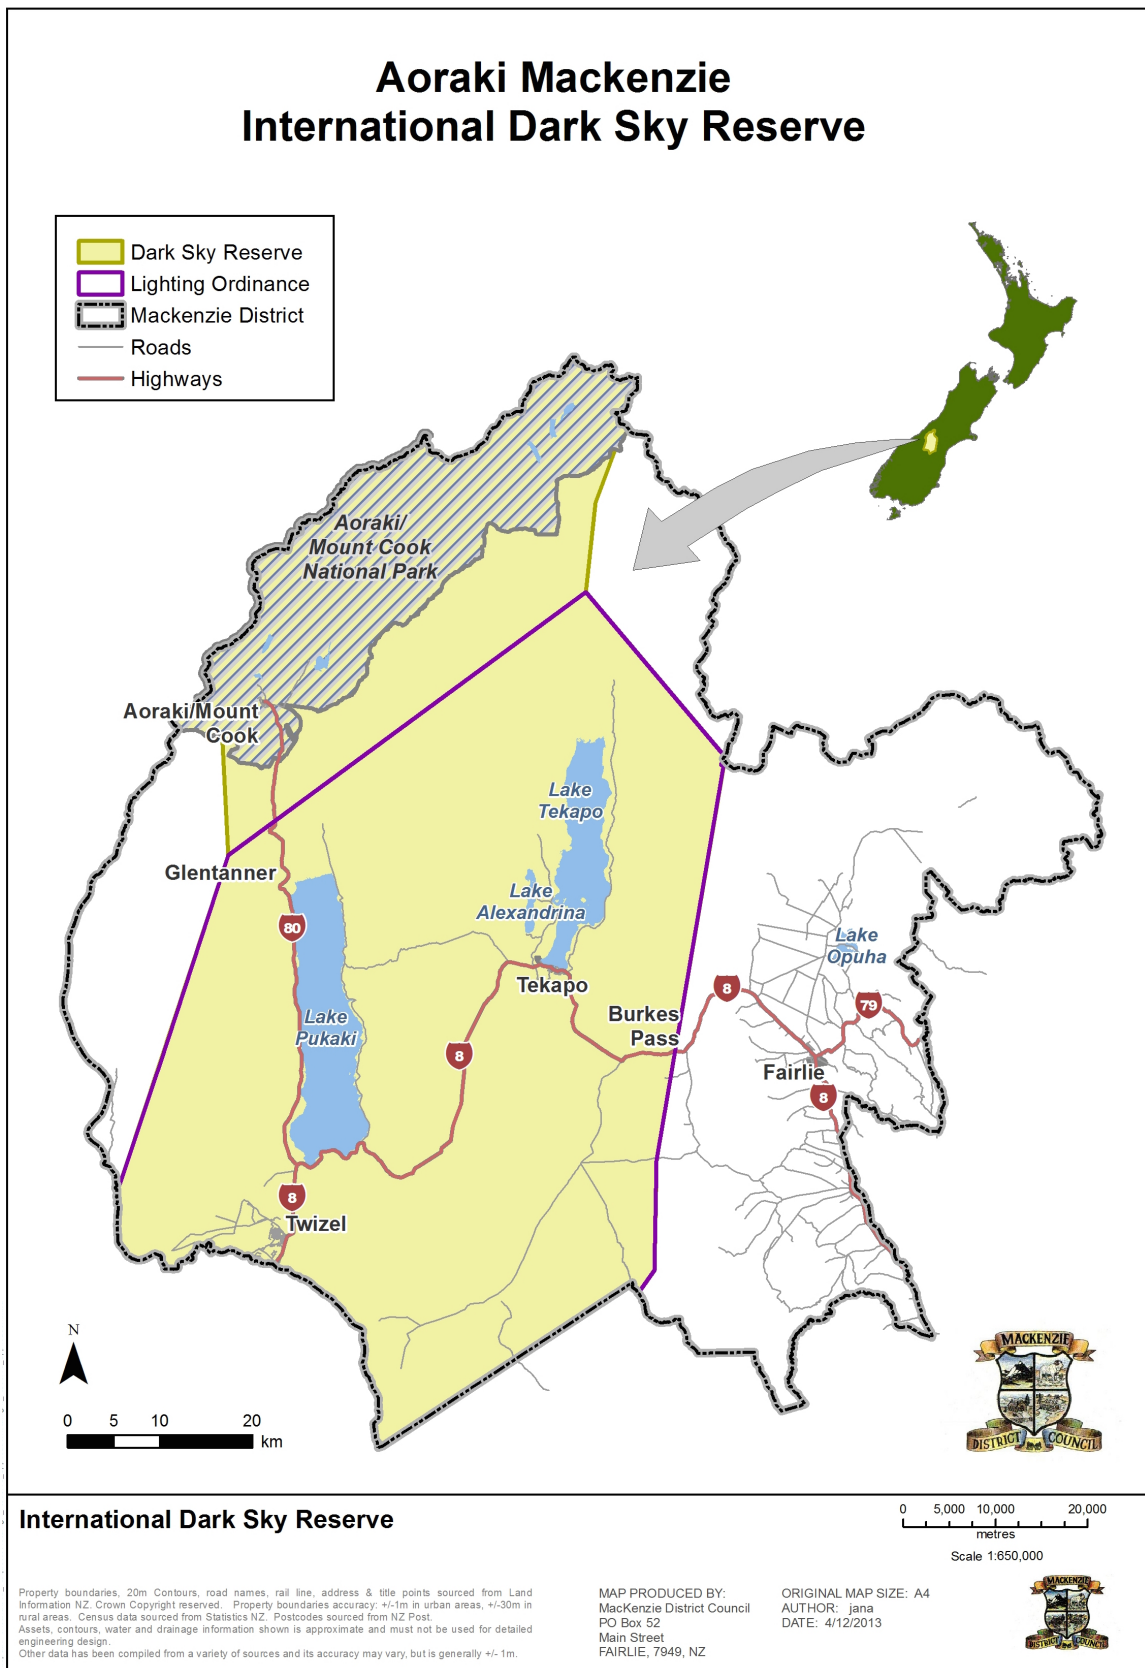 Aoraki Mackenzie
International Dark Sky Reserve
Dark Sky Reserve
Lighting Ordinance
Mackenzie District
Roads
Highways
Aoraki/
Mount Cook
National Park
Aoraki/Mount
Cook
Lake
Tekapo
Glentanner
Lake
Alexandrina
80
Lake
Opuha
Tekapo
8
79
Burkes
Pass
Lake
Pukaki
8
Fairlie
8
8
Twizel
N
0 5 10 20
km
MACKENZIE
DISTRICT COUNCIL
International Dark Sky Reserve
0 5,000 10,000 20,000
metres
Scale 1:650,000
Property boundaries, 20m Contours, road names, rail line, address & title points sourced from Land
Information NZ. Crown Copyright reserved. Property boundaries accuracy: +/-1m in urban areas, +/-30m in
rural areas. Census data sourced from Statistics NZ. Postcodes sourced from NZ Post.
Assets, contours, water and drainage information shown is approximate and must not be used for detailed
engineering design.
Other data has been compiled from a variety of sources and its accuracy may vary, but is generally +/- 1m.
MAP PRODUCED BY:
MacKenzie District Council
PO Box 52
Main Street
FAIRLIE, 7949, NZ
ORIGINAL MAP SIZE: A4
AUTHOR: jana
DATE: 4/12/2013
MACKENZIE
DISTRICT COUNCIL